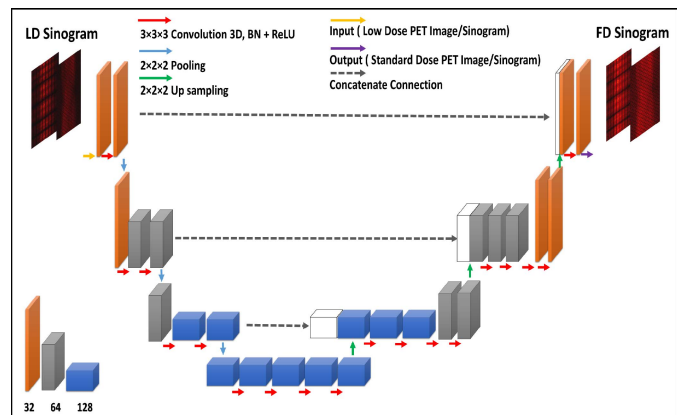 LD Sinogram
3×3×3 Convolution 3D, BN + ReLU
2×2×2 Pooling
2×2×2 Up sampling
Input ( Low Dose PET Image/Sinogram)
Output ( Standard Dose PET Image/Sinogram)
Concatenate Connection
FD Sinogram
32 64 128